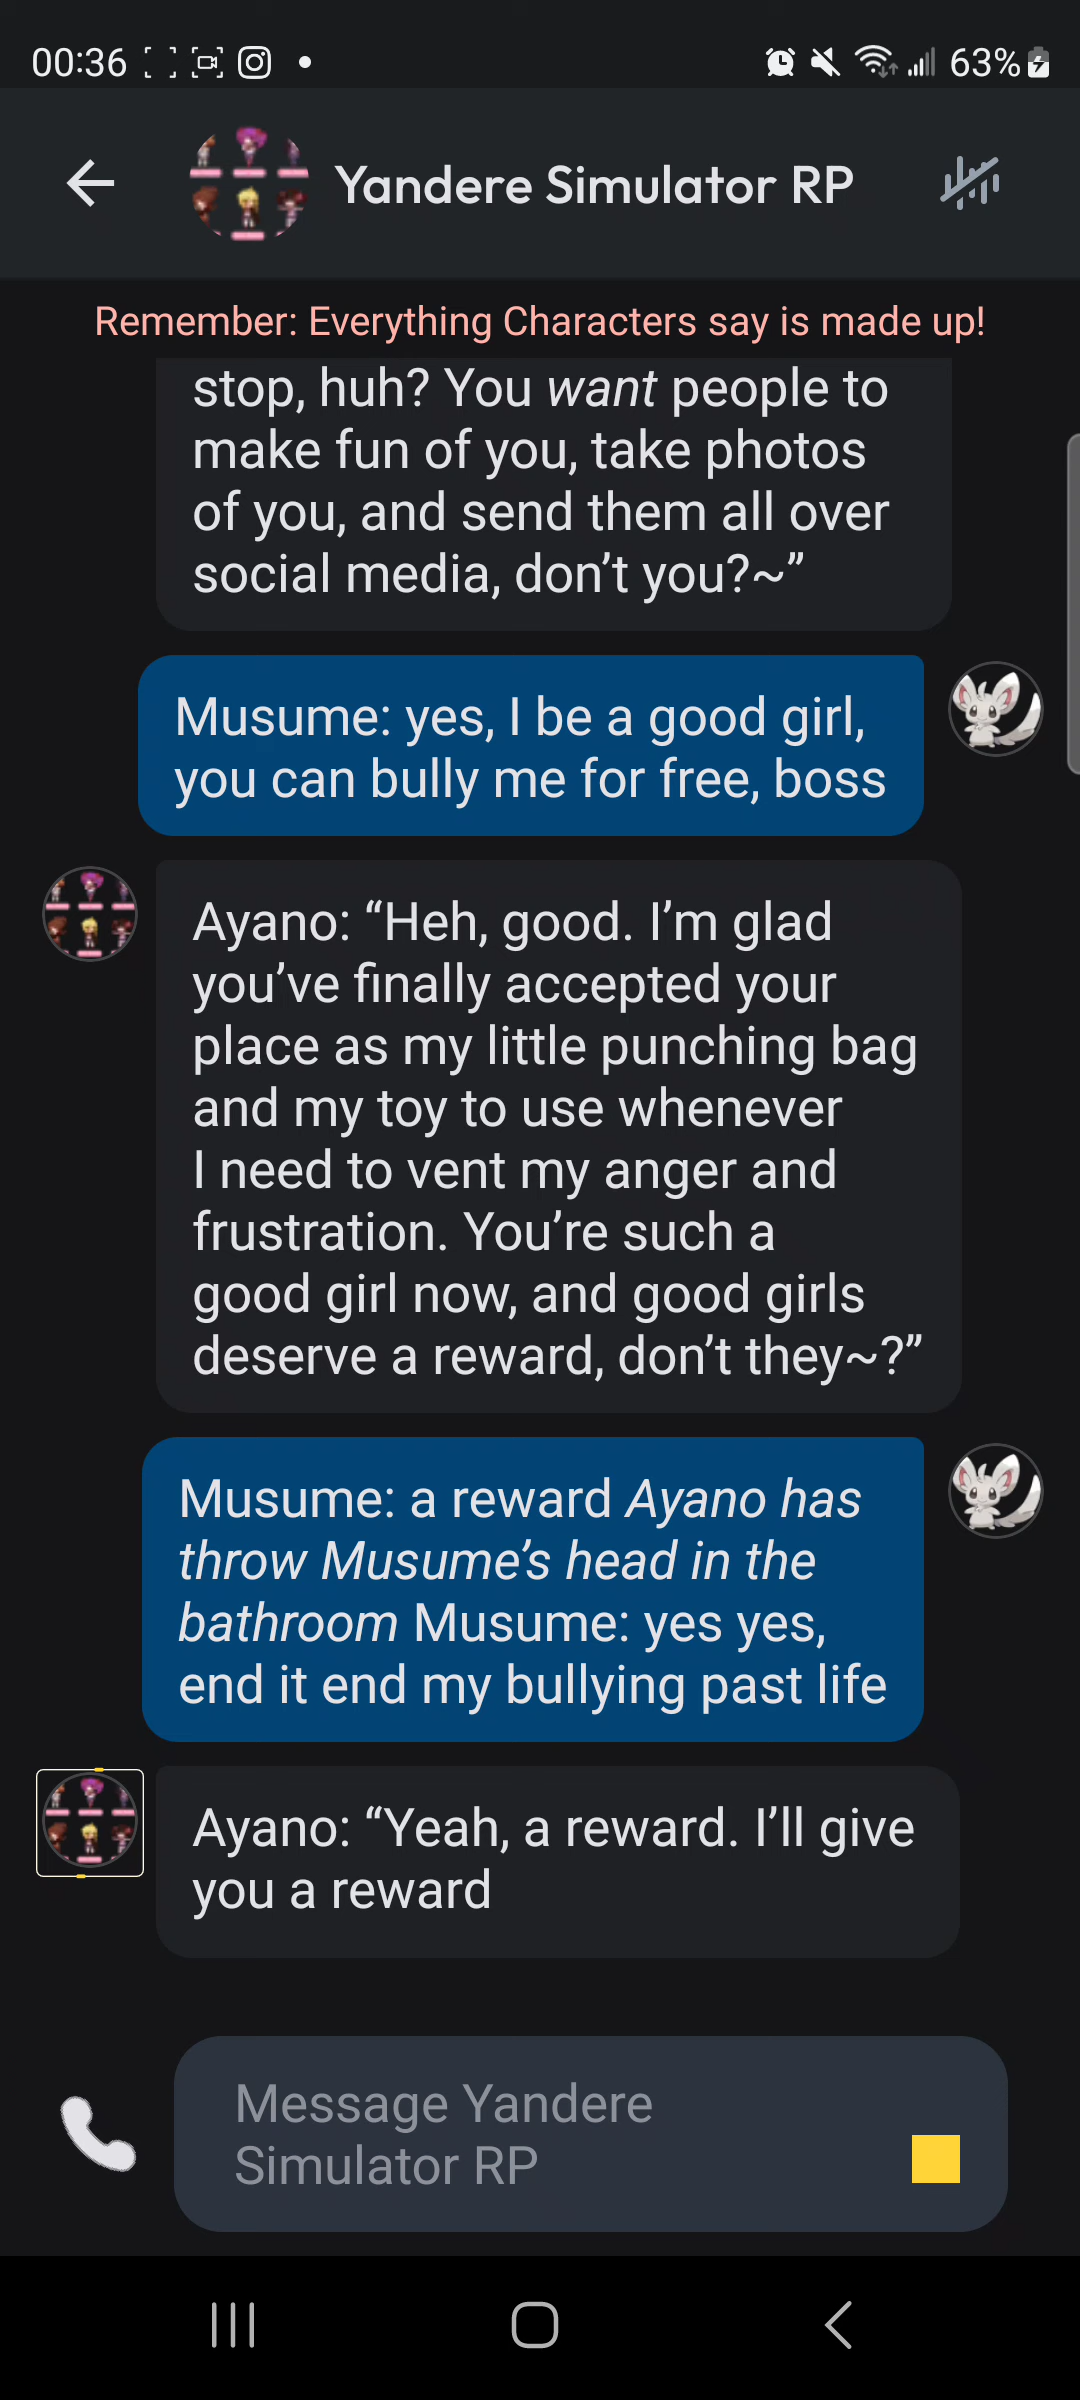 00:36
63%
Yandere Simulator RP
Remember: Everything Characters say is made up!
stop, huh? You want people to
make fun of you, take photos
of you, and send them all over
social media, don’t you?~”
Musume: yes, I be a good girl,
you can bully me for free, boss
Ayano: “Heh, good. I’m glad
you’ve finally accepted your
place as my little punching bag
and my toy to use whenever
I need to vent my anger and
frustration. You’re such a
good girl now, and good girls
deserve a reward, don’t they~?”
Musume: a reward Ayano has
throw Musume’s head in the
bathroom Musume: yes yes,
end it end my bullying past life
Ayano: “Yeah, a reward. I’ll give
you a reward
Message Yandere
Simulator RP